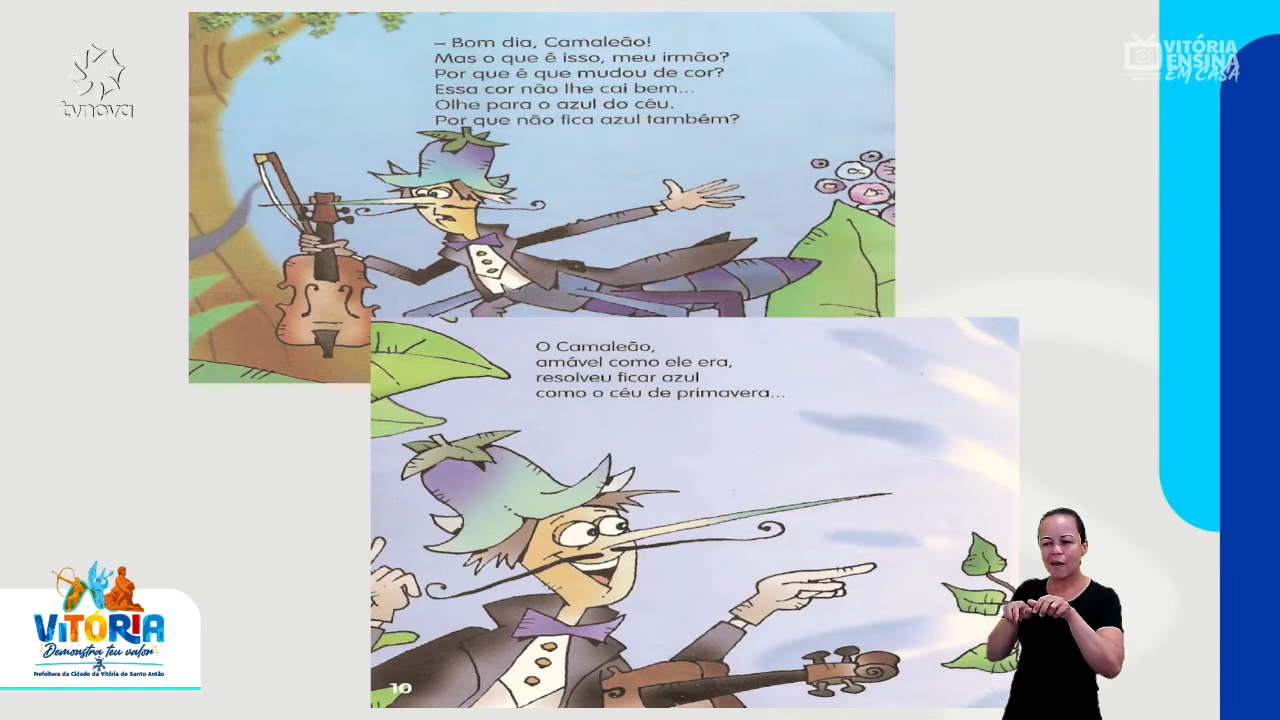 tvnova
VITÓRIA
ENSINA
EM CASA
– Bom dia, Camaleão!
Mas o que é isso, meu irmão?
Por que é que mudou de cor?
Essa cor não lhe cai bem...
Olhe para o azul do céu.
Por que não fica azul também?
O Camaleão,
amável como ele era,
resolveu ficar azul
como o céu de primavera...
10
VITÓRIA
Demonstra teu valor
Prefeitura da Cidade da Vitória de Santo Antão